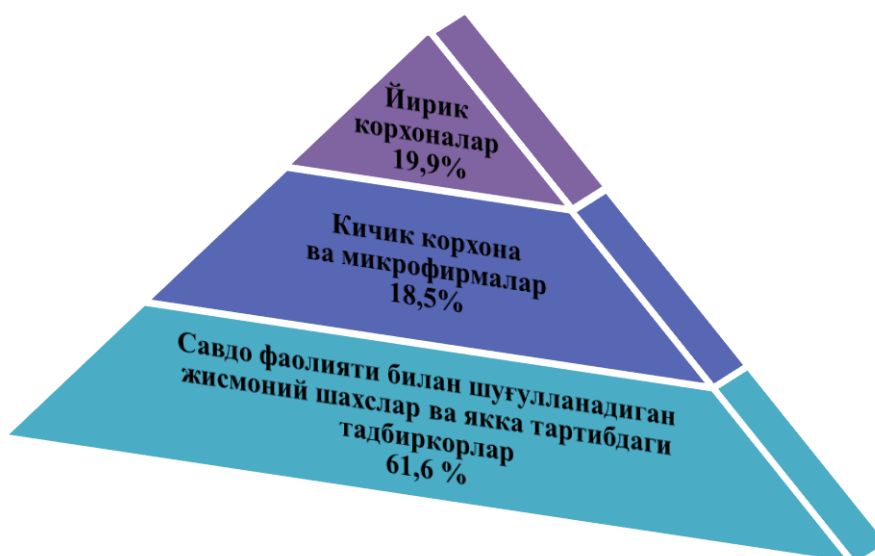 Йирик
корхоналар
19,9%
Кичик корхона
ва микрофирмалар
18,5%
Савдо фаолияти билан шуғулланадиган
жисмоний шахслар ва якка тартибдаги
тадбиркорлар
61,6 %